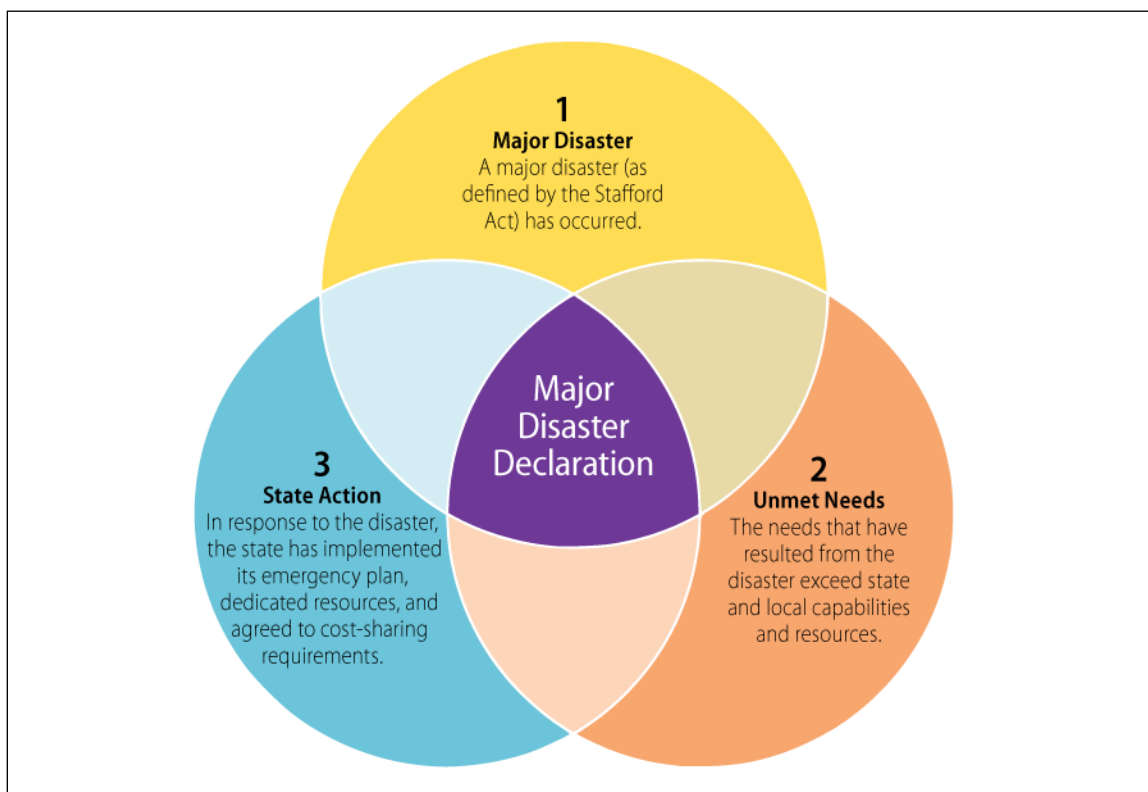 1
Major Disaster
A major disaster (as
defined by the Stafford
Act) has occurred.
Major
Disaster
Declaration
3
State Action
In response to the disaster,
the state has implemented
its emergency plan,
dedicated resources, and
agreed to cost-sharing
requirements.
2
Unmet Needs
The needs that have
resulted from the
disaster exceed state
and local capabilities
and resources.